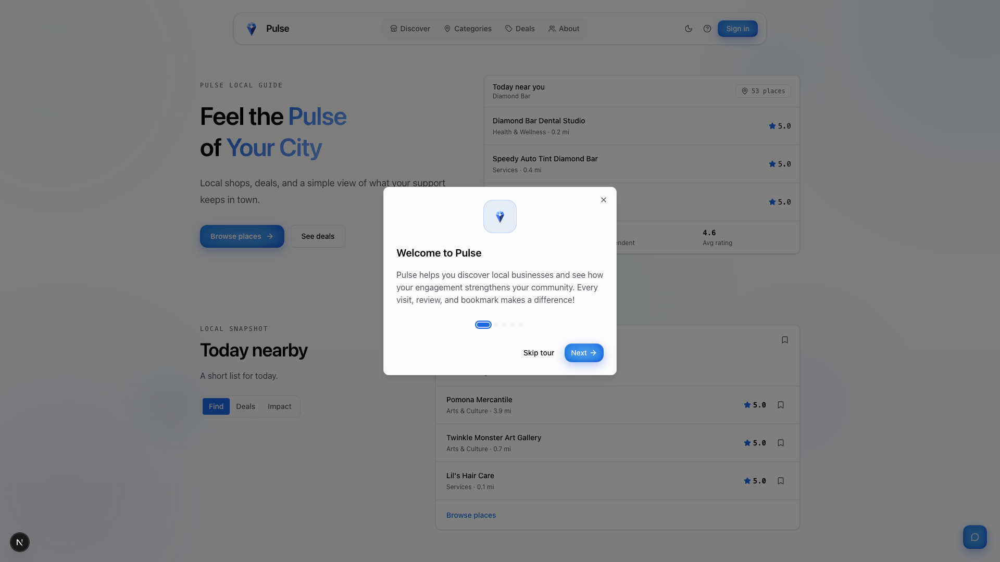 Pulse
Discover
Categories
Deals
About
Sign in
PULSE LOCAL GUIDE
Feel the Pulse
of Your City
Local shops, deals, and a simple view of what your support
keeps in town.
Browse places
See deals
Today near you
Diamond Bar
53 places
Diamond Bar Dental Studio
Health & Wellness · 0.2 mi
5.0
Speedy Auto Tint Diamond Bar
Services · 0.4 mi
5.0
5.0
endent
4.6
Avg rating
Welcome to Pulse
Pulse helps you discover local businesses and see how
your engagement strengthens your community. Every
visit, review, and bookmark makes a difference!
Skip tour
Next
LOCAL SNAPSHOT
Today nearby
A short list for today.
Find
Deals
Impact
Pomona Mercantile
Arts & Culture · 3.9 mi
5.0
Twinkle Monster Art Gallery
Arts & Culture · 0.7 mi
5.0
Lil's Hair Care
Services · 0.1 mi
5.0
Browse places
N